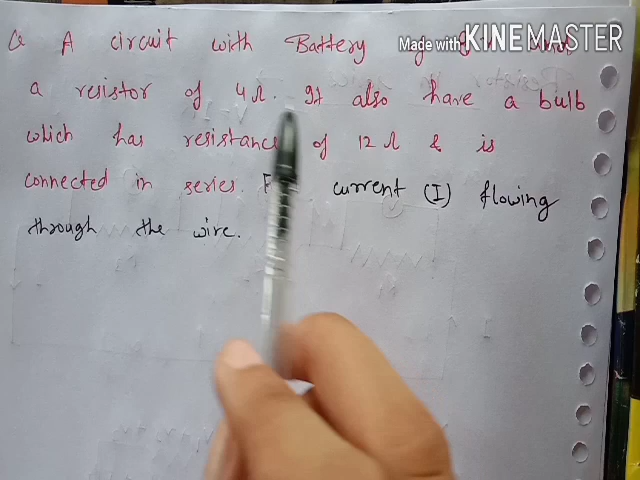 Q A circuit with Battery
Made with KINEMASTER
a resistor of 4Ω. It also have a bulb
which has resistance of 12 Ω & is
connected in series. current (I) flowing
through the wire.